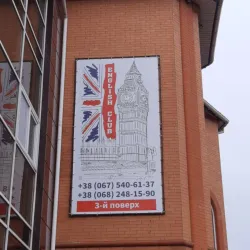 ENGLISH CLUB
+38 (067) 540-61-37
+38 (068) 248-15-90
3-й поверх